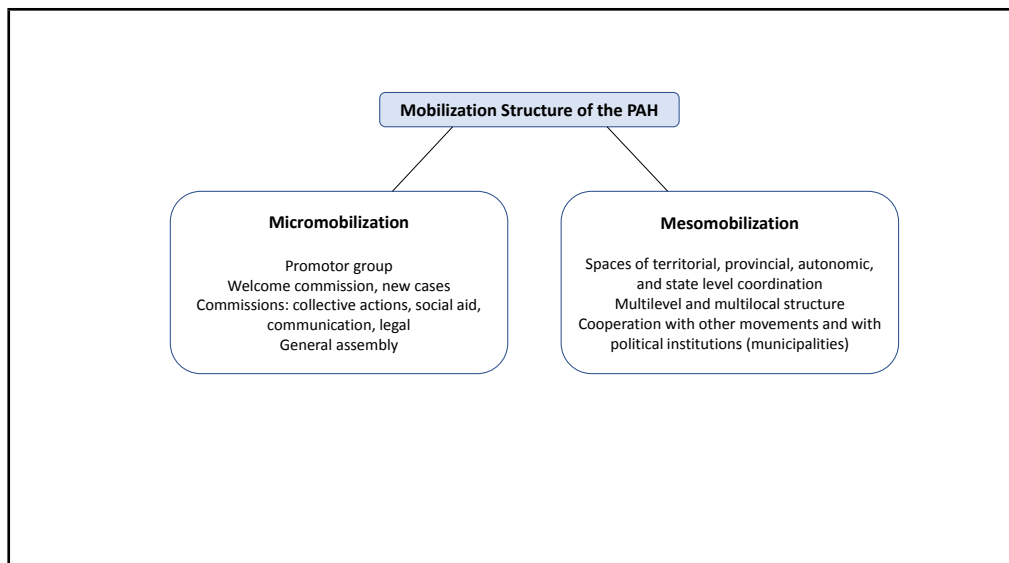 Mobilization Structure of the PAH
Micromobilization
Promotor group
Welcome commission, new cases
Commissions: collective actions, social aid,
communication, legal
General assembly
Mesomobilization
Spaces of territorial, provincial, autonomic,
and state level coordination
Multilevel and multilocal structure
Cooperation with other movements and with
political institutions (municipalities)